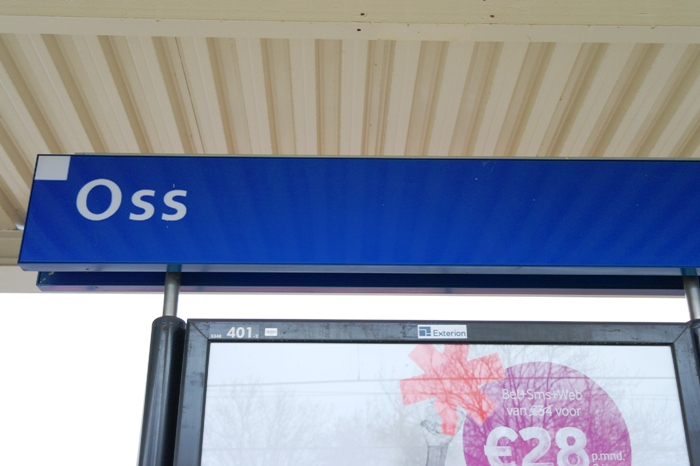 Oss
401.
Exterion
Bel+Sms+Web
van €34 voor
€28 p.mnd.